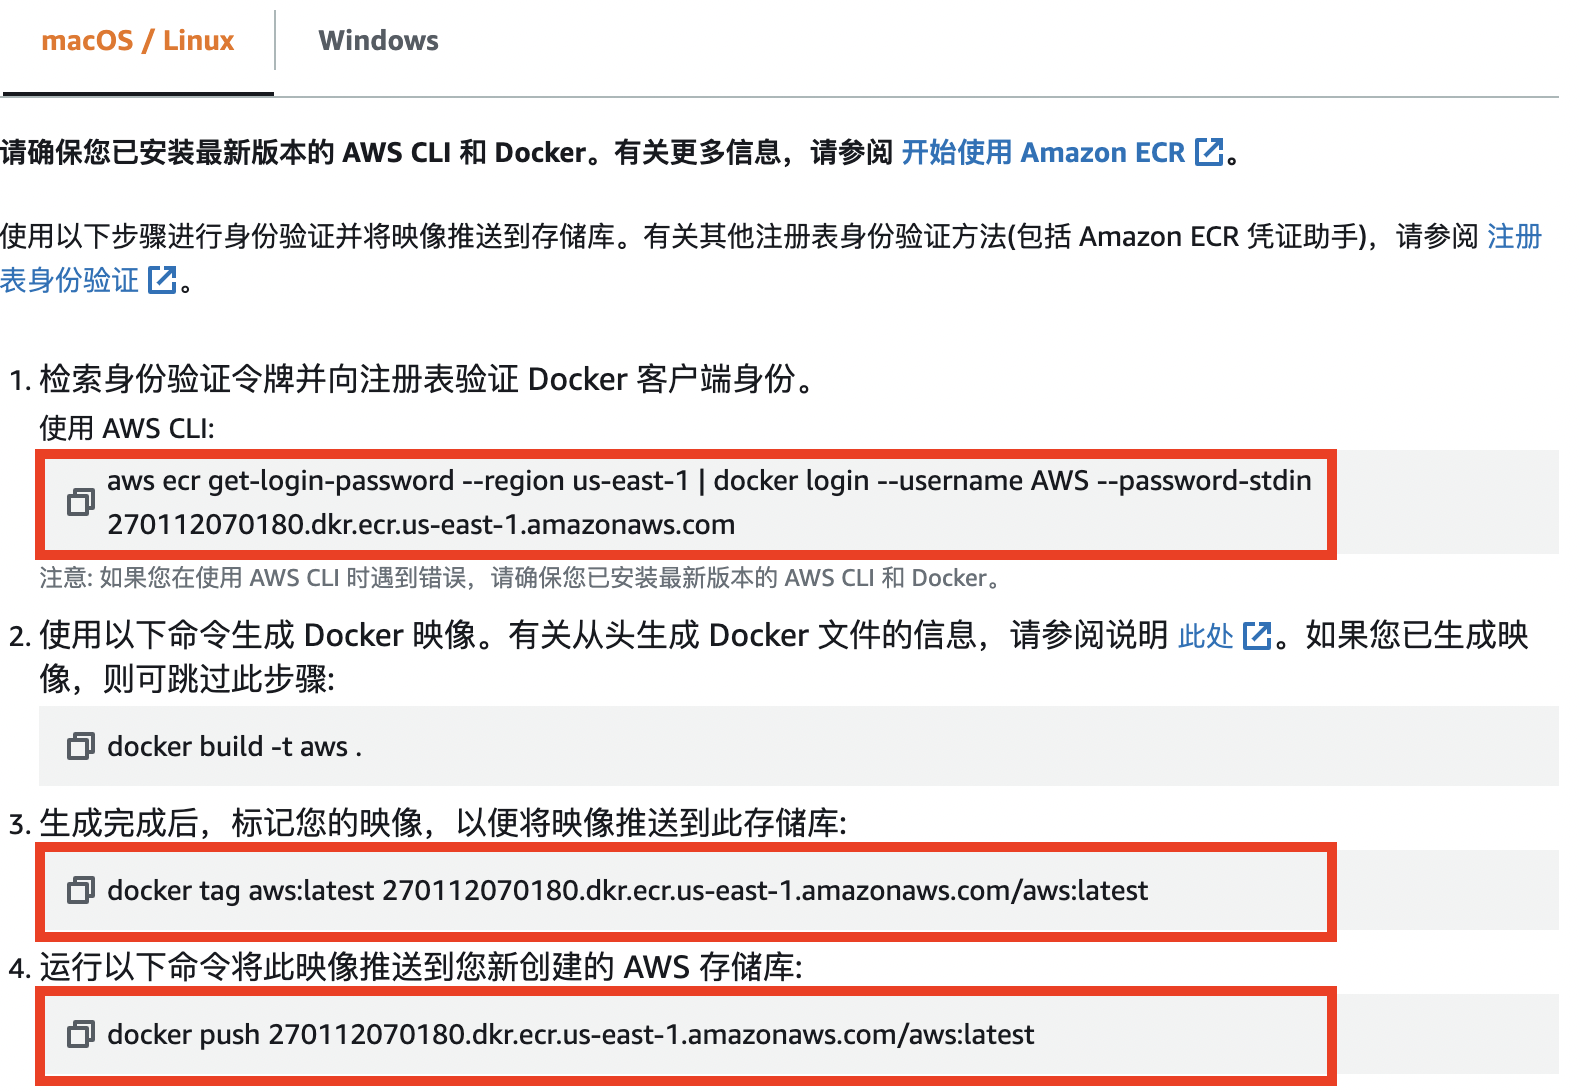 macOS / Linux
Windows
请确保您已安装最新版本的 AWS CLI 和 Docker。有关更多信息，请参阅 开始使用 Amazon ECR 。
使用以下步骤进行身份验证并将映像推送到存储库。有关其他注册表身份验证方法(包括 Amazon ECR 凭证助手)，请参阅 注册
表身份验证 。
1. 检索身份验证令牌并向注册表验证 Docker 客户端身份。
使用 AWS CLI:
aws ecr get-login-password --region us-east-1 | docker login --username AWS --password-stdin
270112070180.dkr.ecr.us-east-1.amazonaws.com
注意: 如果您在使用 AWS CLI 时遇到错误，请确保您已安装最新版本的 AWS CLI 和 Docker。
2. 使用以下命令生成 Docker 映像。有关从头生成 Docker 文件的信息，请参阅说明 此处 。如果您已生成映
像，则可跳过此步骤:
docker build -t aws .
3. 生成完成后，标记您的映像，以便将映像推送到此存储库:
docker tag aws:latest 270112070180.dkr.ecr.us-east-1.amazonaws.com/aws:latest
4. 运行以下命令将此映像推送到您新创建的 AWS 存储库:
docker push 270112070180.dkr.ecr.us-east-1.amazonaws.com/aws:latest